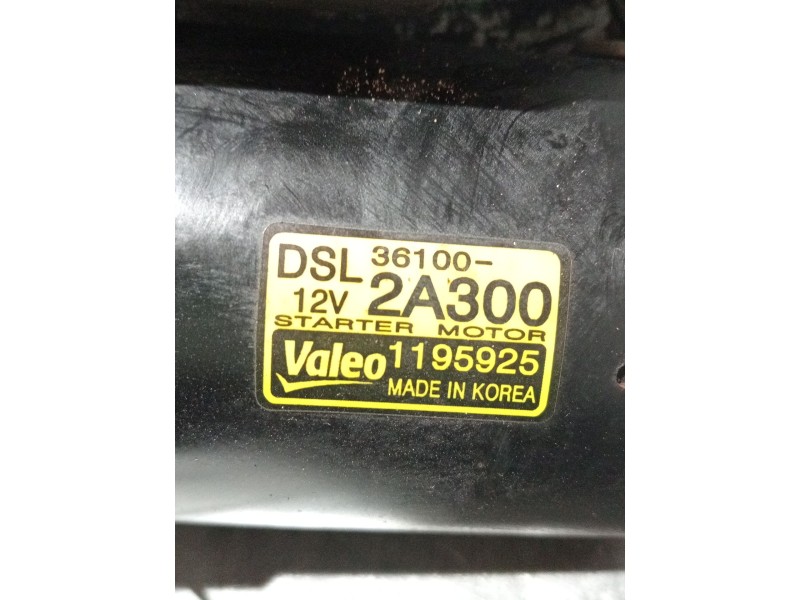 DSL 36100-
12V 2A300
STARTER MOTOR
Valeo 1195925
MADE IN KOREA